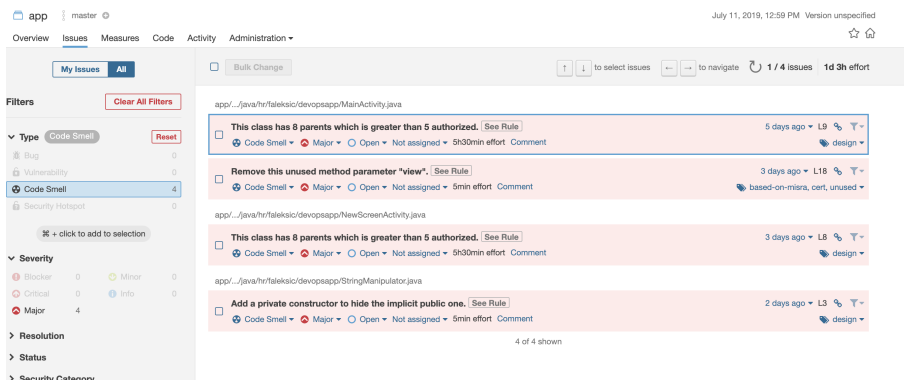 app master
July 11, 2019, 12:59 PM Version unspecified
Overview Issues Measures Code Activity Administration
My Issues All
Bulk Change
↑ ↓ to select issues ← → to navigate 1 / 4 issues 1d 3h effort
Filters Clear All Filters
Type Code Smell Reset
Bug 0
Vulnerability 0
Code Smell 4
Security Hotspot 0
⌘ + click to add to selection
Severity
Blocker 0 Minor 0
Critical 0 Info 0
Major 4
Resolution
Status
Security Category
app/.../java/hr/faleksic/devopsapp/MainActivity.java
This class has 8 parents which is greater than 5 authorized. See Rule 5 days ago L9
Code Smell Major Open Not assigned 5h30min effort Comment design
Remove this unused method parameter "view". See Rule 3 days ago L18
Code Smell Major Open Not assigned 5min effort Comment based-on-misra, cert, unused
app/.../java/hr/faleksic/devopsapp/NewScreenActivity.java
This class has 8 parents which is greater than 5 authorized. See Rule 3 days ago L8
Code Smell Major Open Not assigned 5h30min effort Comment design
app/.../java/hr/faleksic/devopsapp/StringManipulator.java
Add a private constructor to hide the implicit public one. See Rule 2 days ago L3
Code Smell Major Open Not assigned 5min effort Comment design
4 of 4 shown